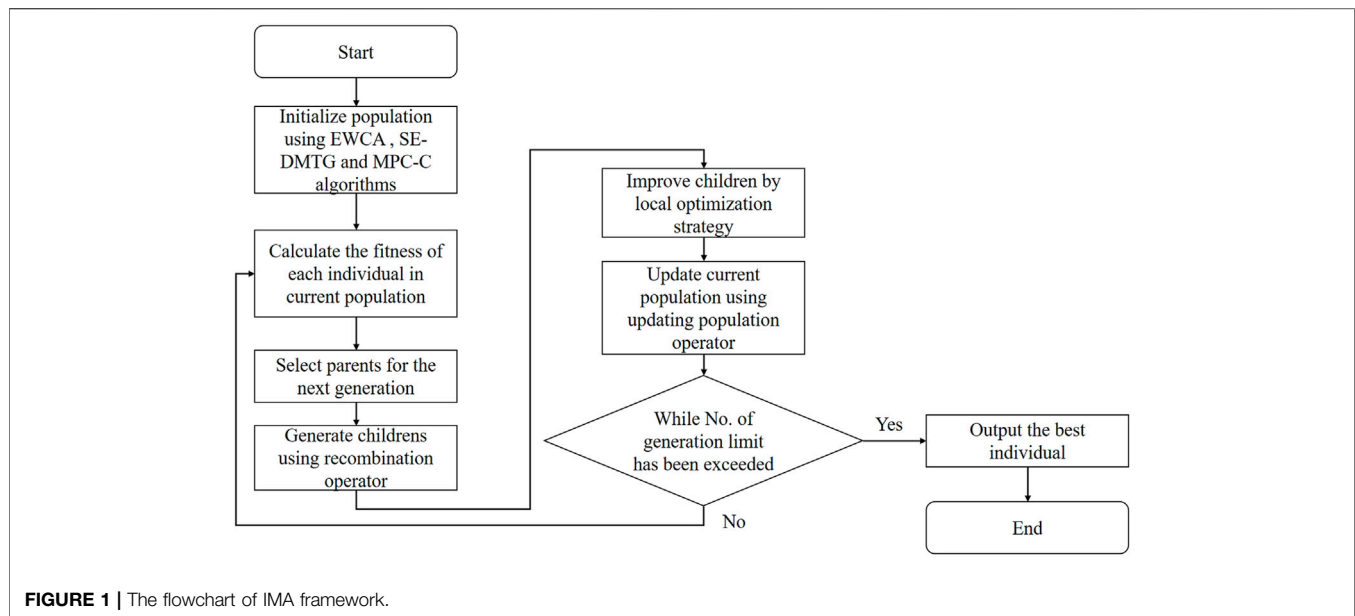 Start
Initialize population
using EWCA , SE-
DMTG and MPC-C
algorithms
Calculate the fitness of
each individual in
current population
Select parents for the
next generation
Generate childrens
using recombination
operator
Improve children by
local optimization
strategy
Update current
population using
updating population
operator
While No. of
generation limit
has been exceeded
Yes
No
Output the best
individual
End
FIGURE 1 | The flowchart of IMA framework.